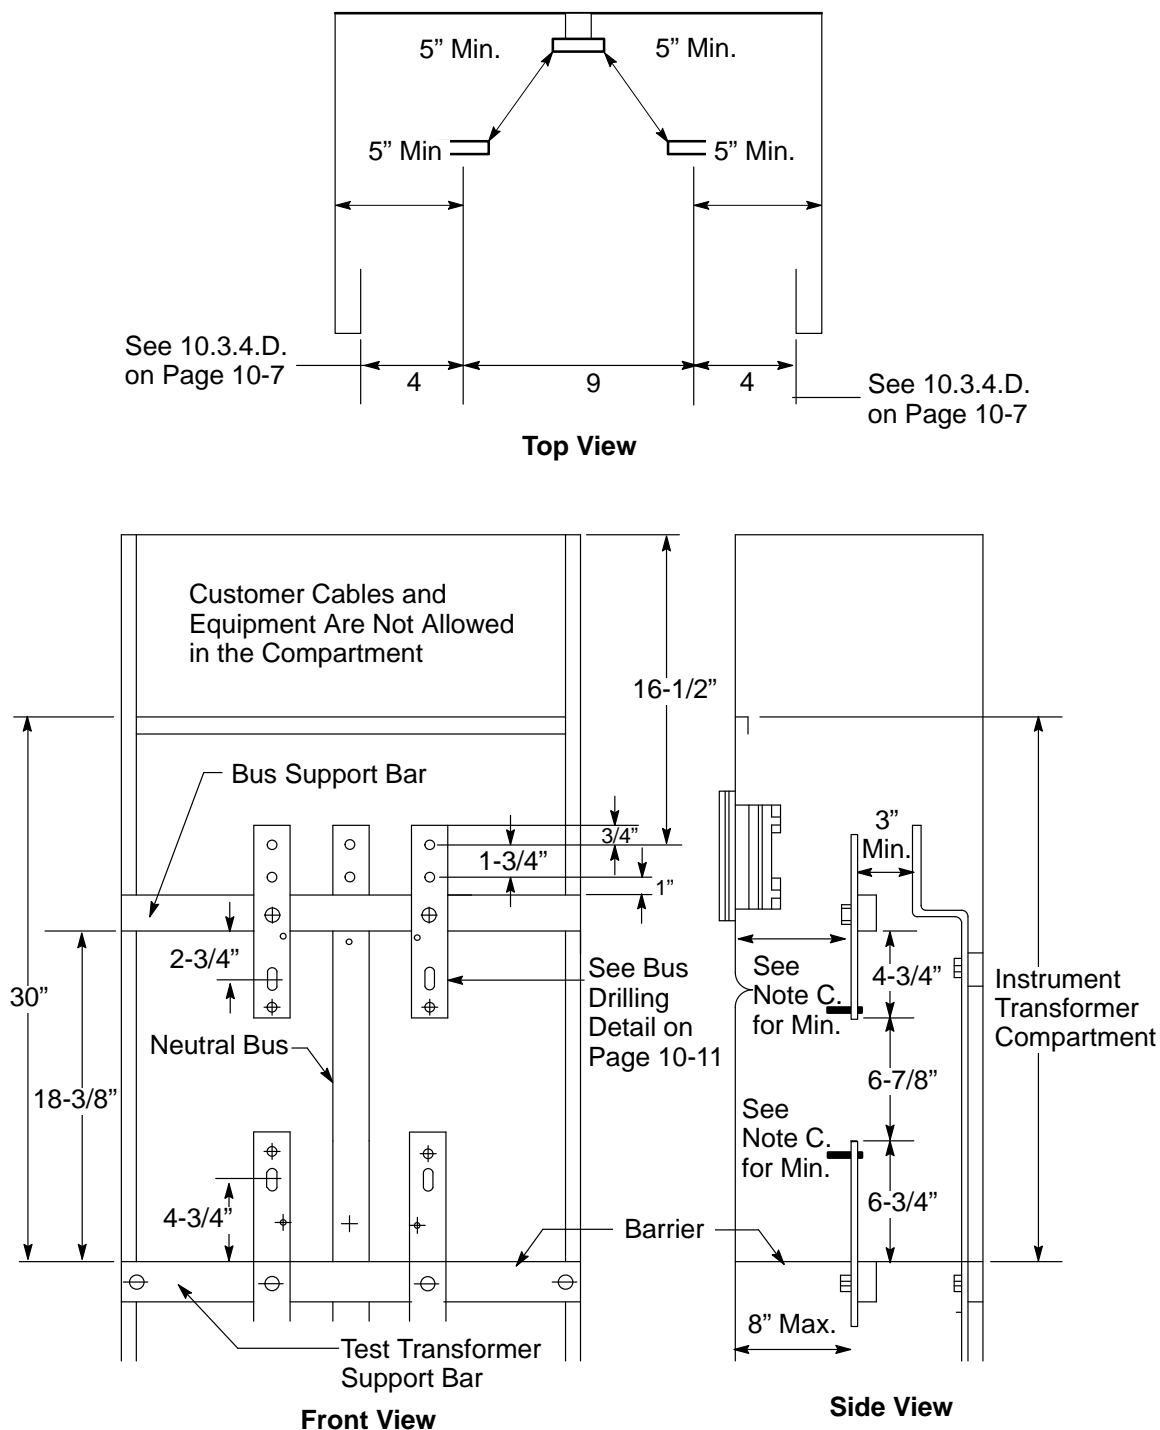 5” Min.
5” Min.
5” Min
5” Min.
See 10.3.4.D.
on Page 10-7
4
9
4
See 10.3.4.D.
on Page 10-7
Top View
Customer Cables and
Equipment Are Not Allowed
in the Compartment
16-1/2”
Bus Support Bar
3/4”
1-3/4”
1”
2-3/4”
30”
See Bus
Drilling
Detail on
Page 10-11
Neutral Bus
18-3/8”
4-3/4”
Barrier
Test Transformer
Support Bar
Front View
3”
Min.
See
Note C.
for Min.
4-3/4”
Instrument
Transformer
Compartment
6-7/8”
See
Note C.
for Min.
6-3/4”
8” Max.
Side View